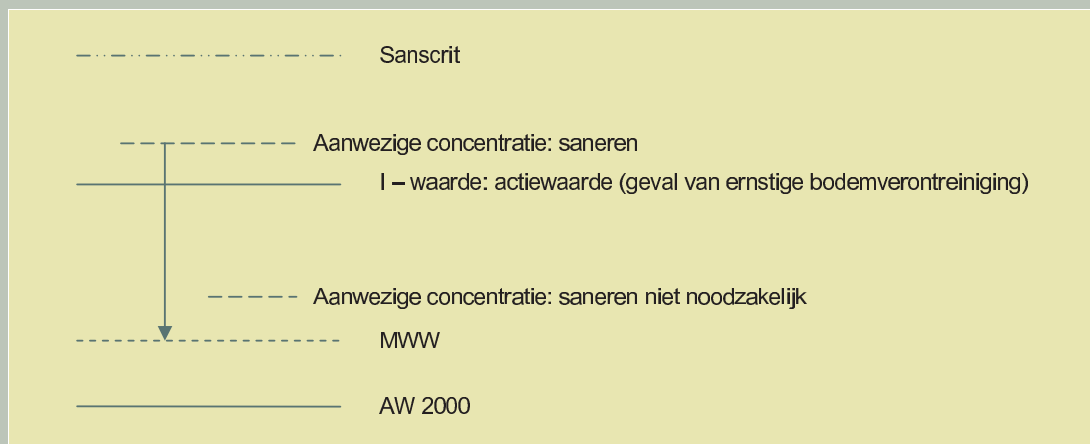 Sanscrit
Aanwezige concentratie: saneren
I – waarde: actiewaarde (geval van ernstige bodemverontreiniging)
Aanwezige concentratie: saneren niet noodzakelijk
MWW
AW 2000